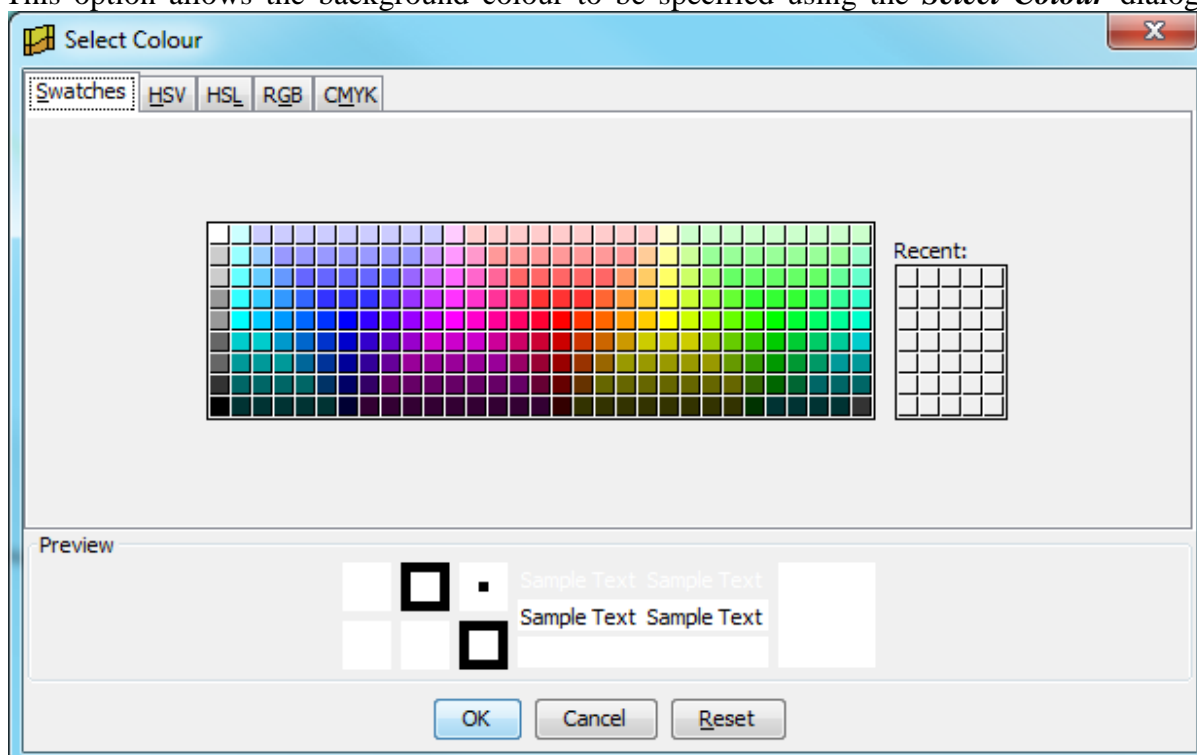 This option allows the background colour to be specified using the Select Colour dialog
Select Colour
Swatches HSV HSL RGB CMYK
Recent:
Preview
Sample Text Sample Text
Sample Text Sample Text
OK Cancel Reset